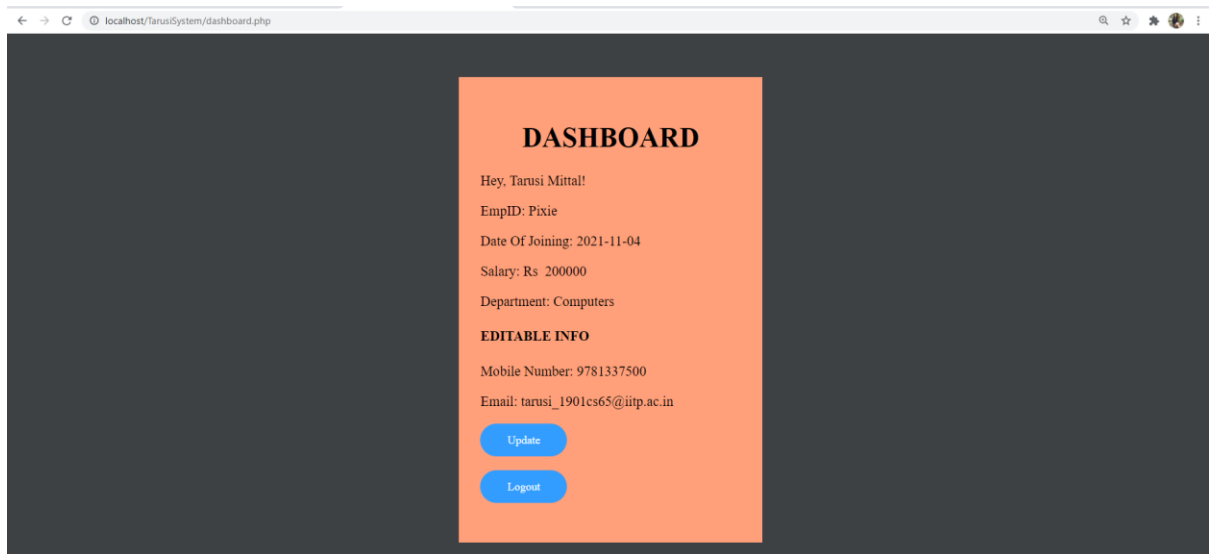 localhost/TarusiSystem/dashboard.php
DASHBOARD
Hey, Tarusi Mittal!
EmpID: Pixie
Date Of Joining: 2021-11-04
Salary: Rs  200000
Department: Computers
EDITABLE INFO
Mobile Number: 9781337500
Email: tarusi_1901cs65@iitp.ac.in
Update
Logout